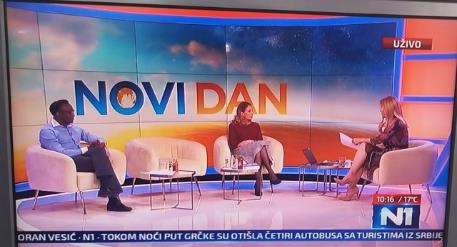 UŽIVO
NOVI DAN
10:16 / 17°C
N1
ORAN VESIĆ - N1 - TOKOM NOĆI PUT GRČKE SU OTIŠLA ČETIRI AUTOBUSA SA TURISTIMA IZ SRBIJE